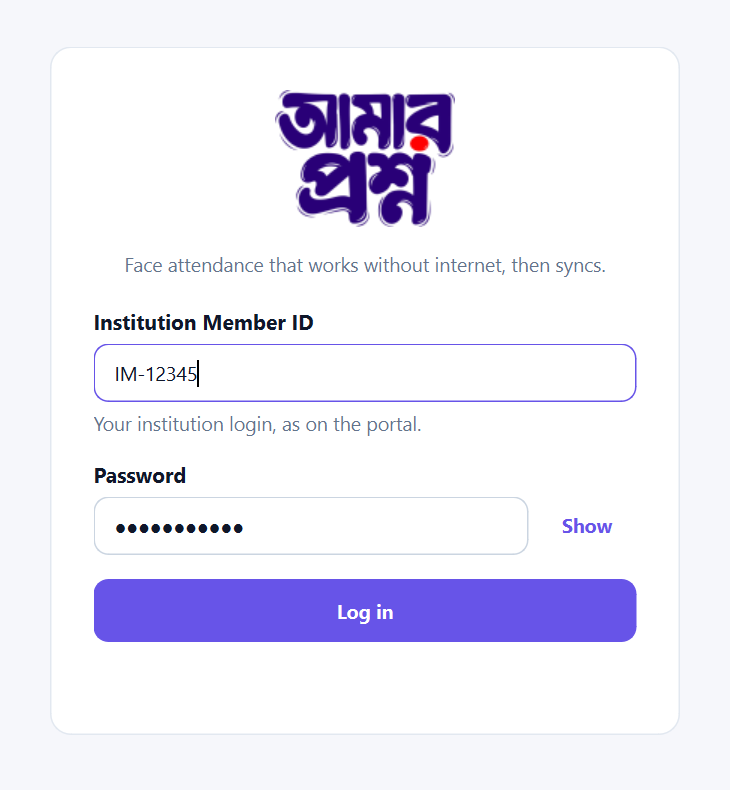 আমার
প্রশ্ন
Face attendance that works without internet, then syncs.
Institution Member ID
IM-12345
Your institution login, as on the portal.
Password
●●●●●●●●●●●
Show
Log in